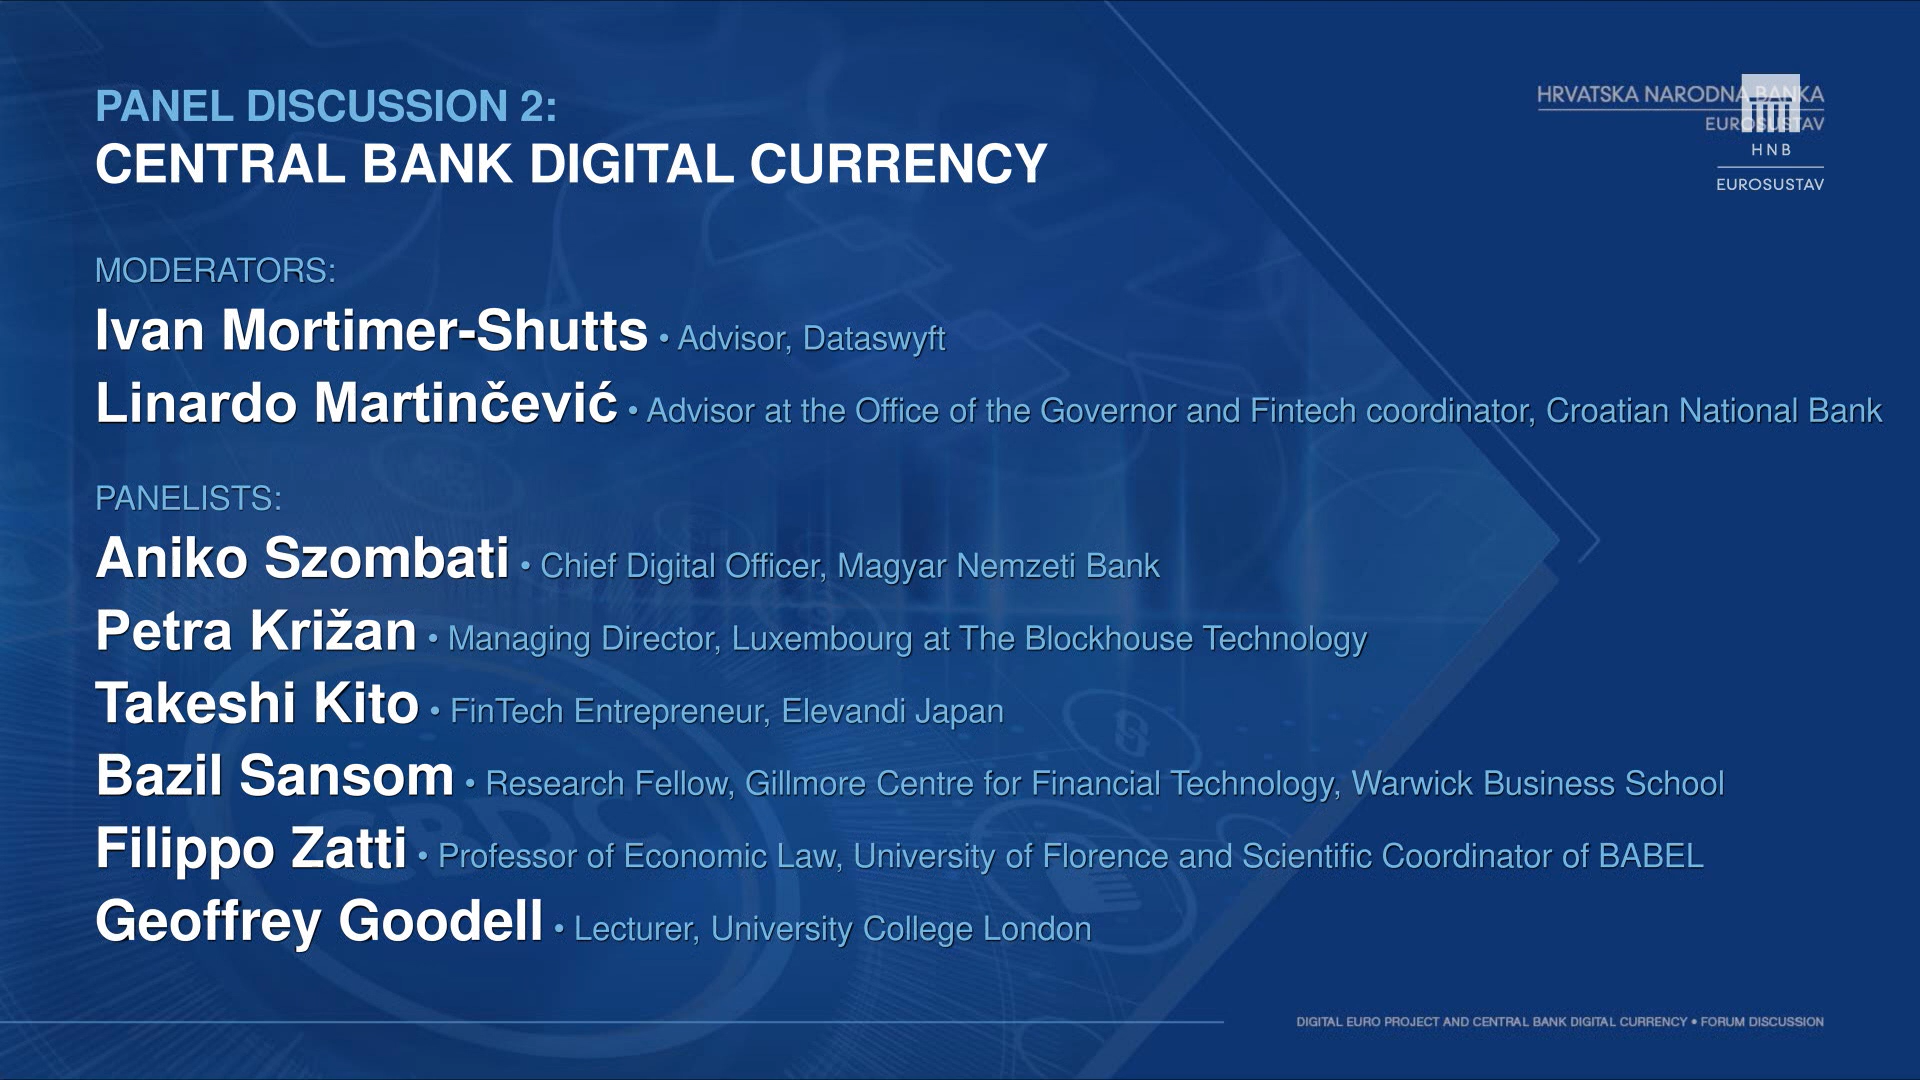 PANEL DISCUSSION 2:
CENTRAL BANK DIGITAL CURRENCY
HRVATSKA NARODNA BANKA
EUROSUSTAV
HNB
EUROSUSTAV
MODERATORS:
Ivan Mortimer-Shutts • Advisor, Dataswyft
Linardo Martinčević • Advisor at the Office of the Governor and Fintech coordinator, Croatian National Bank
PANELISTS:
Aniko Szombati • Chief Digital Officer, Magyar Nemzeti Bank
Petra Križan • Managing Director, Luxembourg at The Blockhouse Technology
Takeshi Kito • FinTech Entrepreneur, Elevandi Japan
Bazil Sansom • Research Fellow, Gillmore Centre for Financial Technology, Warwick Business School
Filippo Zatti • Professor of Economic Law, University of Florence and Scientific Coordinator of BABEL
Geoffrey Goodell • Lecturer, University College London
CBDC
DIGITAL EURO PROJECT AND CENTRAL BANK DIGITAL CURRENCY • FORUM DISCUSSION